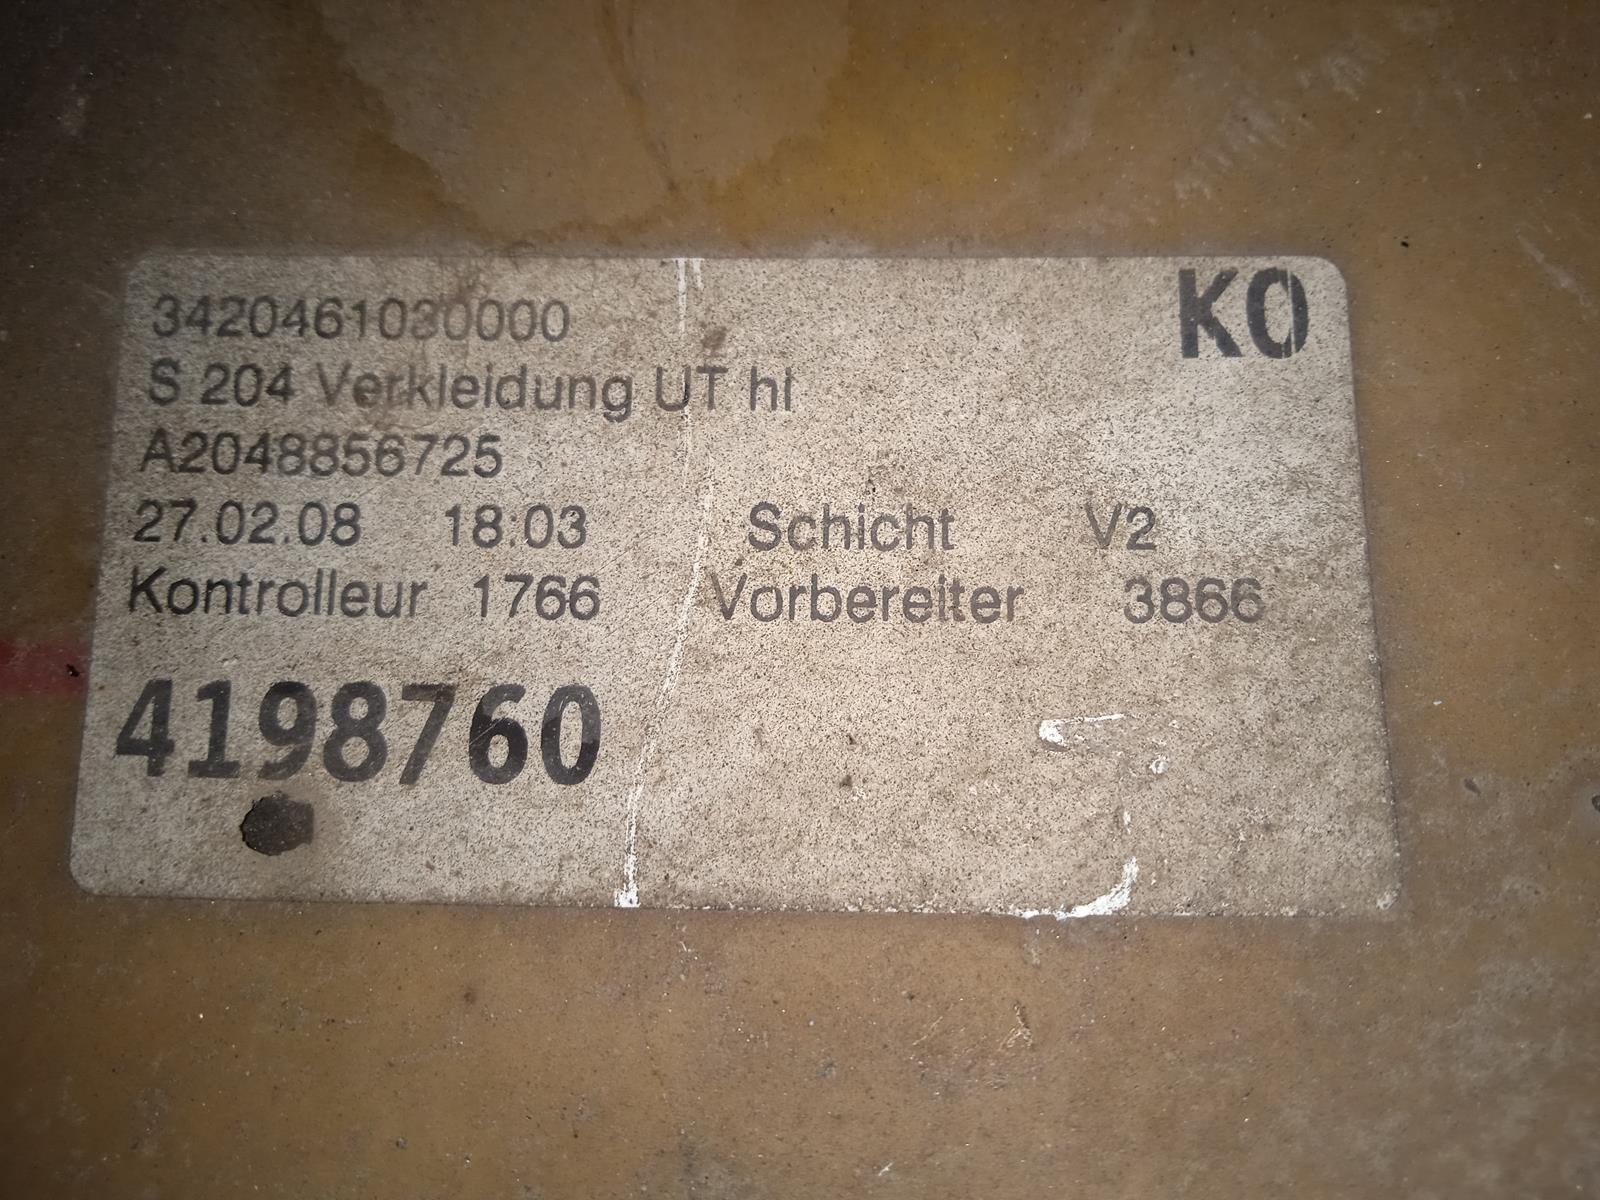 3420461030000
KO
S 204 Verkleidung UT hi
A2048856725
27.02.08 18:03 Schicht V2
Kontrolleur 1766 Vorbereiter 3866
4198760